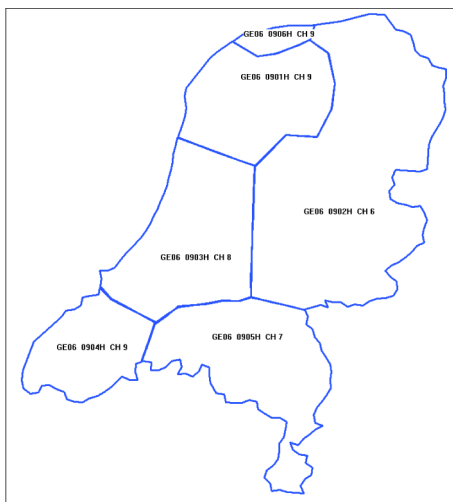 GE06 0906H CH 9
GE06 0901H CH 9
GE06 0902H CH 6
GE06 0903H CH 8
GE06 0905H CH 7
GE06 0904H CH 9